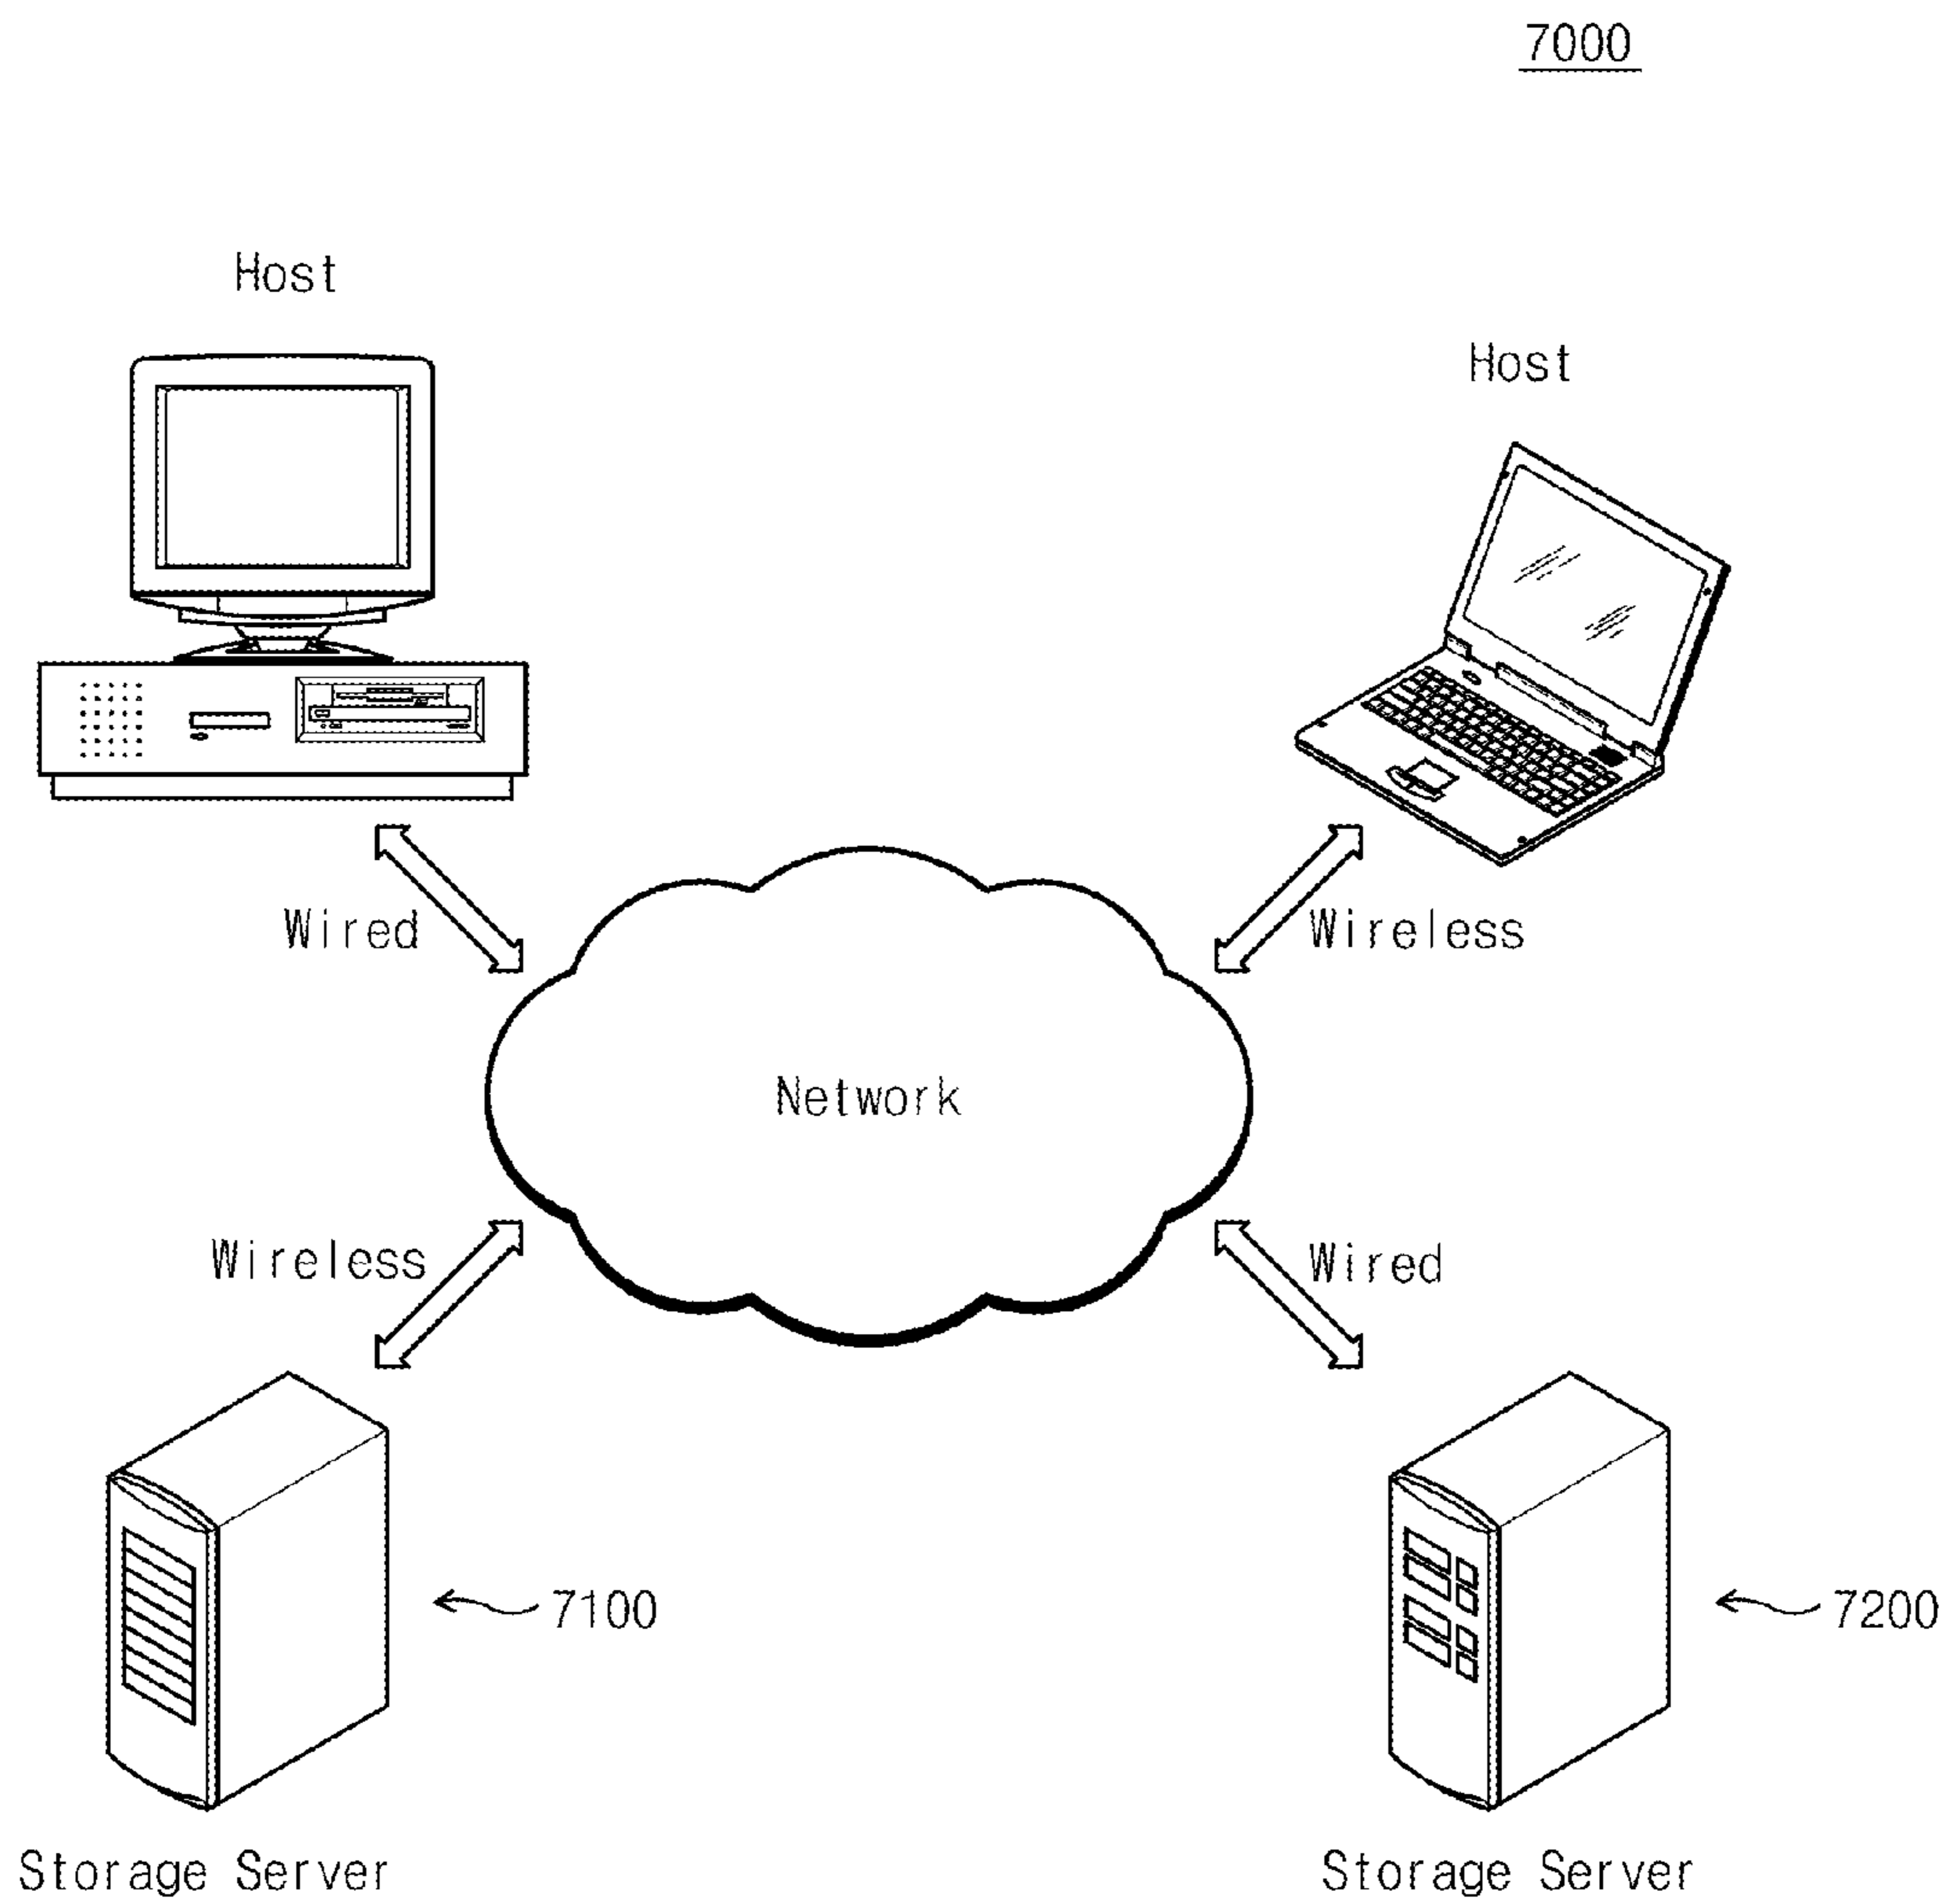 7000
Host
Host
Wired
Wireless
Network
Wireless
Wired
7100
7200
Storage Server
Storage Server